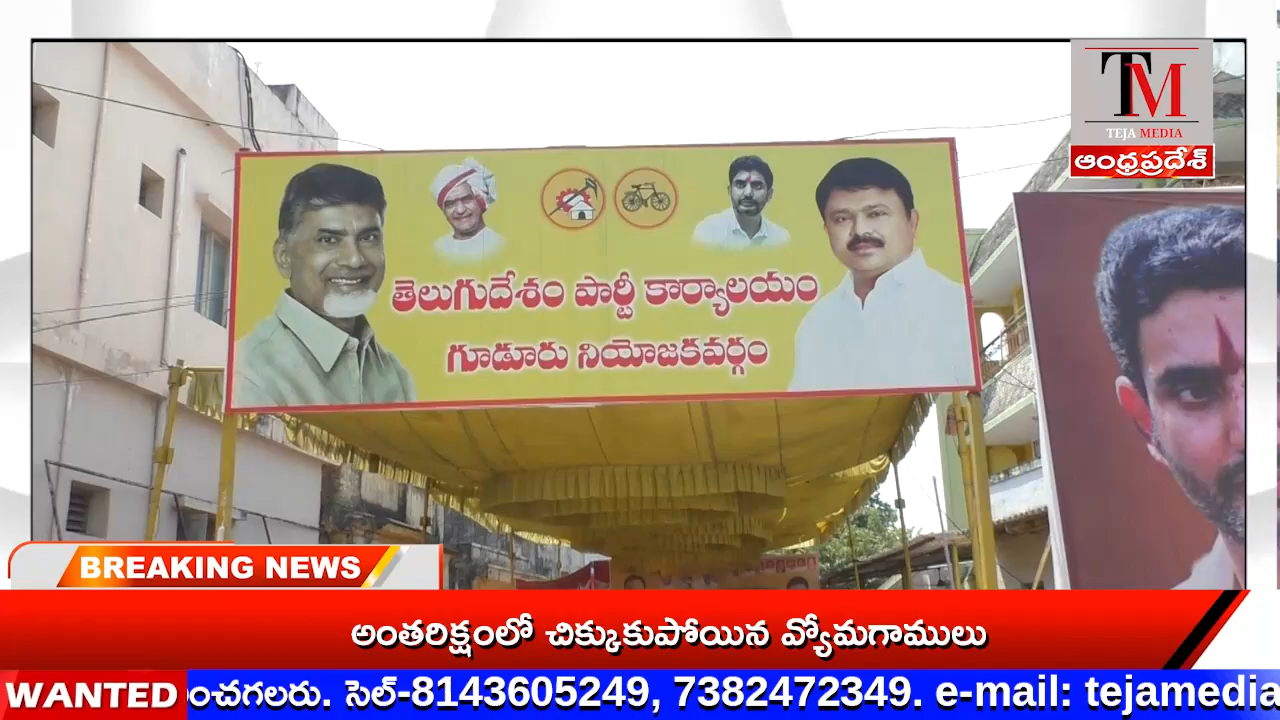 TM
TEJA MEDIA
ఆంధ్రప్రదేశ్
తెలుగుదేశం పార్టీ కార్యాలయం
గూడూరు నియోజకవర్గం
BREAKING NEWS
అంతరిక్షంలో చిక్కుకుపోయిన వ్యోమగాములు
WANTED ంచగలరు. సెల్-8143605249, 7382472349. e-mail: tejamedia